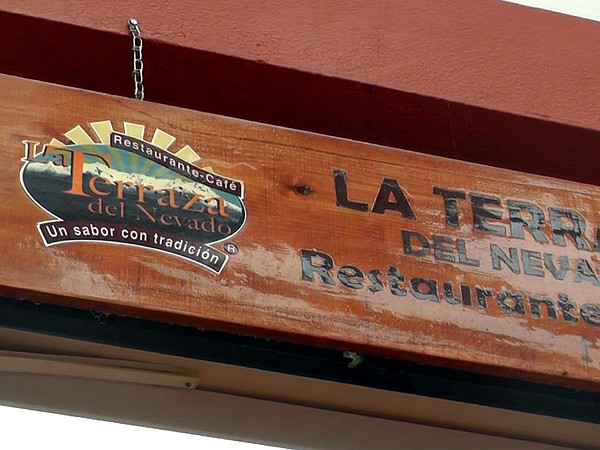 Restaurante-Café
La Terraza
del Nevado
Un sabor con tradición
®
LA TERRA
DEL NEVA
Restaurante